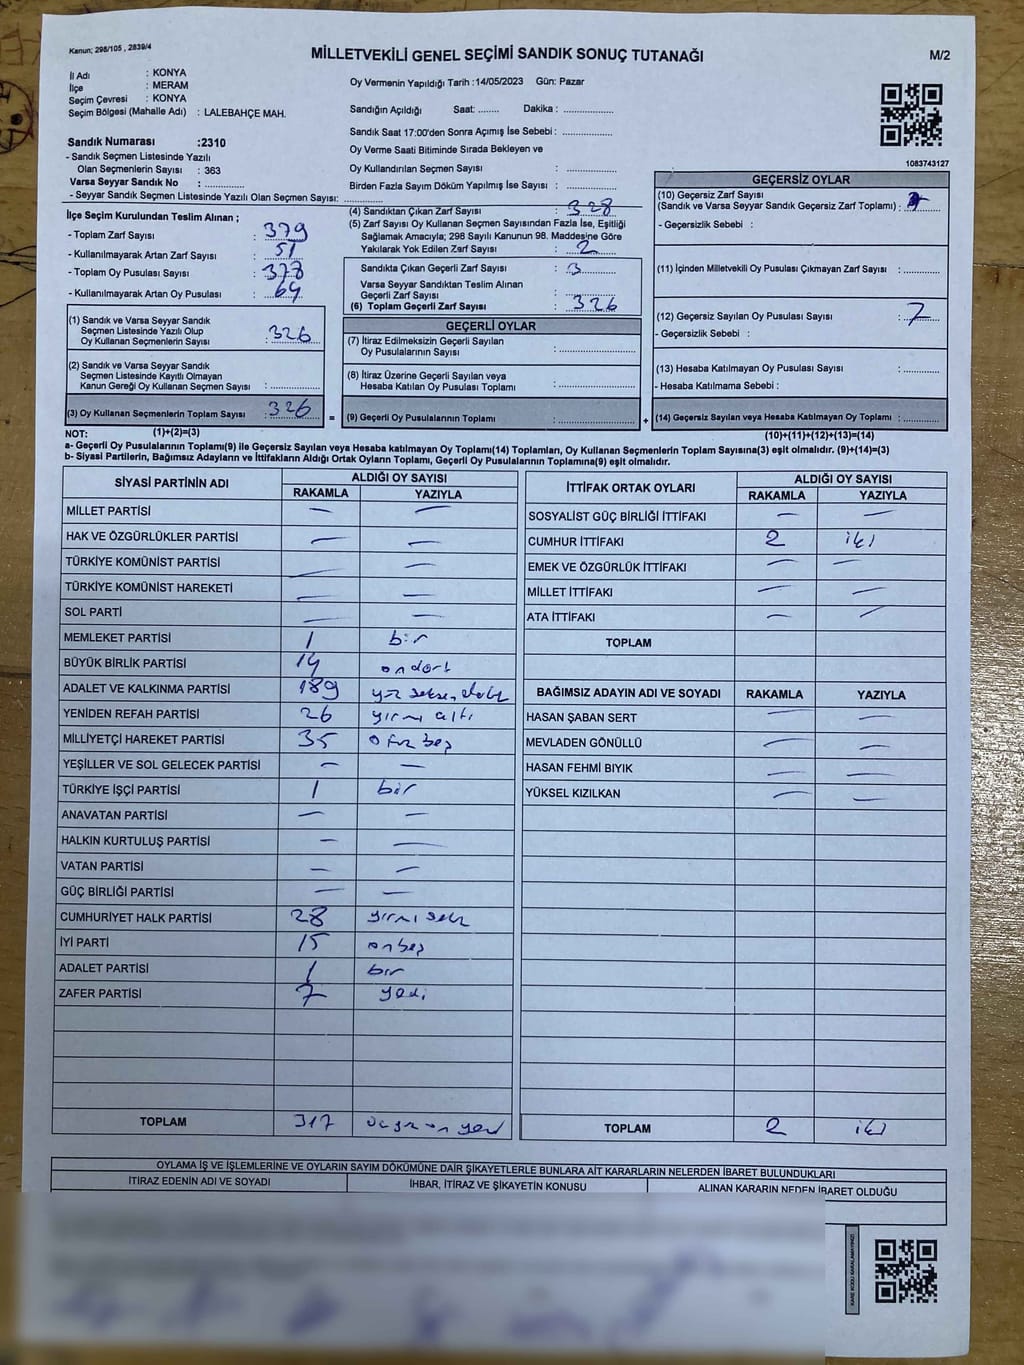 Kanun; 298/105 , 2839/4
MİLLETVEKİLİ GENEL SEÇİMİ SANDIK SONUÇ TUTANAĞI
M/2
İl Adı : KONYA
İlçe : MERAM
Seçim Çevresi : KONYA
Seçim Bölgesi (Mahalle Adı) : LALEBAHÇE MAH.
Sandık Numarası :2310
- Sandık Seçmen Listesinde Yazılı
Olan Seçmenlerin Sayısı : 363
Varsa Seyyar Sandık No : ............
- Seyyar Sandık Seçmen Listesinde Yazılı Olan Seçmen Sayısı: ............
Oy Vermenin Yapıldığı Tarih :14/05/2023 Gün: Pazar
Sandığın Açıldığı Saat: ........ Dakika : ..............
Sandık Saat 17:00'den Sonra Açımış İse Sebebi : ..............
Oy Verme Saati Bitiminde Sırada Bekleyen ve
Oy Kullandırılan Seçmen Sayısı : ..............
Birden Fazla Sayım Döküm Yapılmış İse Sayısı : ..............
1083743127
İlçe Seçim Kurulundan Teslim Alınan ;
- Toplam Zarf Sayısı : 379
- Kullanılmayarak Artan Zarf Sayısı : 51
- Toplam Oy Pusulası Sayısı : 378
- Kullanılmayarak Artan Oy Pusulası : 64
(1) Sandık ve Varsa Seyyar Sandık
Seçmen Listesinde Yazılı Olup
Oy Kullanan Seçmenlerin Sayısı : 326
(2) Sandık ve Varsa Seyyar Sandık
Seçmen Listesinde Kayıtlı Olmayan
Kanun Gereği Oy Kullanan Seçmen Sayısı : ............
(3) Oy Kullanan Seçmenlerin Toplam Sayısı : 326
(1)+(2)=(3)
(4) Sandıktan Çıkan Zarf Sayısı : 328
(5) Zarf Sayısı Oy Kullanan Seçmen Sayısından Fazla İse, Eşitliği
Sağlamak Amacıyla; 298 Sayılı Kanunun 98. Maddesine Göre
Yakılarak Yok Edilen Zarf Sayısı : 2
Sandıkta Çıkan Geçerli Zarf Sayısı : 3
Varsa Seyyar Sandıktan Teslim Alınan
Geçerli Zarf Sayısı : ............
(6) Toplam Geçerli Zarf Sayısı : 326
GEÇERLİ OYLAR
(7) İtiraz Edilmeksizin Geçerli Sayılan
Oy Pusulalarının Sayısı : ............
(8) İtiraz Üzerine Geçerli Sayılan veya
Hesaba Katılan Oy Pusulası Toplamı : ............
= (9) Geçerli Oy Pusulalarının Toplamı : ............
GEÇERSİZ OYLAR
(10) Geçersiz Zarf Sayısı
(Sandık ve Varsa Seyyar Sandık Geçersiz Zarf Toplamı) :
- Geçersizlik Sebebi :
(11) İçinden Milletvekili Oy Pusulası Çıkmayan Zarf Sayısı : ............
(12) Geçersiz Sayılan Oy Pusulası Sayısı : 7
- Geçersizlik Sebebi :
(13) Hesaba Katılmayan Oy Pusulası Sayısı : ............
- Hesaba Katılmama Sebebi :
+ (14) Geçersiz Sayılan veya Hesaba Katılmayan Oy Toplamı : ............
(10)+(11)+(12)+(13)=(14)
NOT:
a- Geçerli Oy Pusulalarının Toplamı(9) ile Geçersiz Sayılan veya Hesaba katılmayan Oy Toplamı(14) Toplamları, Oy Kullanan Seçmenlerin Toplam Sayısına(3) eşit olmalıdır. (9)+(14)=(3)
b- Siyasi Partilerin, Bağımsız Adayların ve İttifakların Aldığı Ortak Oyların Toplamı, Geçerli Oy Pusulalarının Toplamına(9) eşit olmalıdır.
SİYASİ PARTİNİN ADI ALDIĞI OY SAYISI
RAKAMLA YAZIYLA
MİLLET PARTİSİ — —
HAK VE ÖZGÜRLÜKLER PARTİSİ — —
TÜRKİYE KOMÜNİST PARTİSİ — —
TÜRKİYE KOMÜNİST HAREKETİ — —
SOL PARTİ — —
MEMLEKET PARTİSİ 1 bir
BÜYÜK BİRLİK PARTİSİ 14 ondört
ADALET VE KALKINMA PARTİSİ 189 yüz seksen dokuz
YENİDEN REFAH PARTİSİ 26 yirmi altı
MİLLİYETÇİ HAREKET PARTİSİ 35 otuz beş
YEŞİLLER VE SOL GELECEK PARTİSİ — —
TÜRKİYE İŞÇİ PARTİSİ 1 bir
ANAVATAN PARTİSİ — —
HALKIN KURTULUŞ PARTİSİ — —
VATAN PARTİSİ — —
GÜÇ BİRLİĞİ PARTİSİ — —
CUMHURİYET HALK PARTİSİ 28 yirmi sekiz
İYİ PARTİ 15 onbeş
ADALET PARTİSİ 1 bir
ZAFER PARTİSİ 7 yedi
TOPLAM 317 üçyüz on yedi
İTTİFAK ORTAK OYLARI ALDIĞI OY SAYISI
RAKAMLA YAZIYLA
SOSYALİST GÜÇ BİRLİĞİ İTTİFAKI — —
CUMHUR İTTİFAKI 2 iki
EMEK VE ÖZGÜRLÜK İTTİFAKI — —
MİLLET İTTİFAKI — —
ATA İTTİFAKI — —
TOPLAM
BAĞIMSIZ ADAYIN ADI VE SOYADI RAKAMLA YAZIYLA
HASAN ŞABAN SERT — —
MEVLADEN GÖNÜLLÜ — —
HASAN FEHMİ BIYIK — —
YÜKSEL KIZILKAN — —
TOPLAM 2 iki
OYLAMA İŞ VE İŞLEMLERİNE VE OYLARIN SAYIM DÖKÜMÜNE DAİR ŞİKAYETLERLE BUNLARA AİT KARARLARIN NELERDEN İBARET BULUNDUKLARI
İTİRAZ EDENİN ADI VE SOYADI İHBAR, İTİRAZ VE ŞİKAYETİN KONUSU ALINAN KARARIN NEDEN İBARET OLDUĞU
KARE KODU KARALAMAYINIZ!